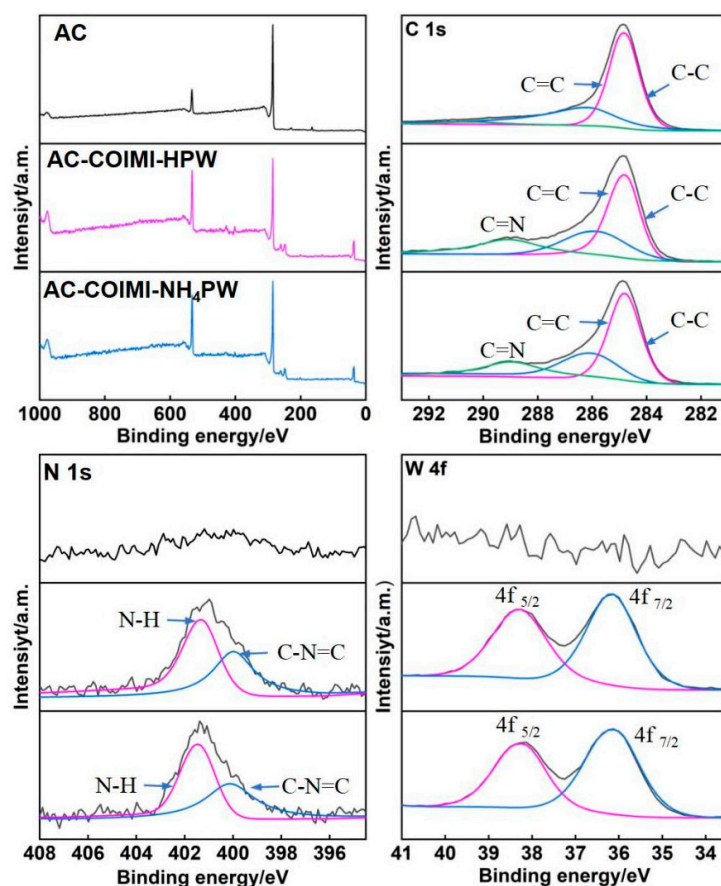 AC
AC-COIMI-HPW
AC-COIMI-NH₄PW
Intensiyt/a.m.
1000 800 600 400 200 0
Binding energy/eV
C 1s
C=C
C-C
C=C
C-C
C=N
C=C
C-C
C=N
Intensiyt/a.m.
292 290 288 286 284 282
Binding energy/eV
N 1s
N-H
C-N=C
N-H
C-N=C
Intensiyt/a.m.
408 406 404 402 400 398 396
Binding energy/eV
W 4f
4f 5/2
4f 7/2
4f 5/2
4f 7/2
Intensiyt/a.m.
41 40 39 38 37 36 35 34
Binding energy/eV